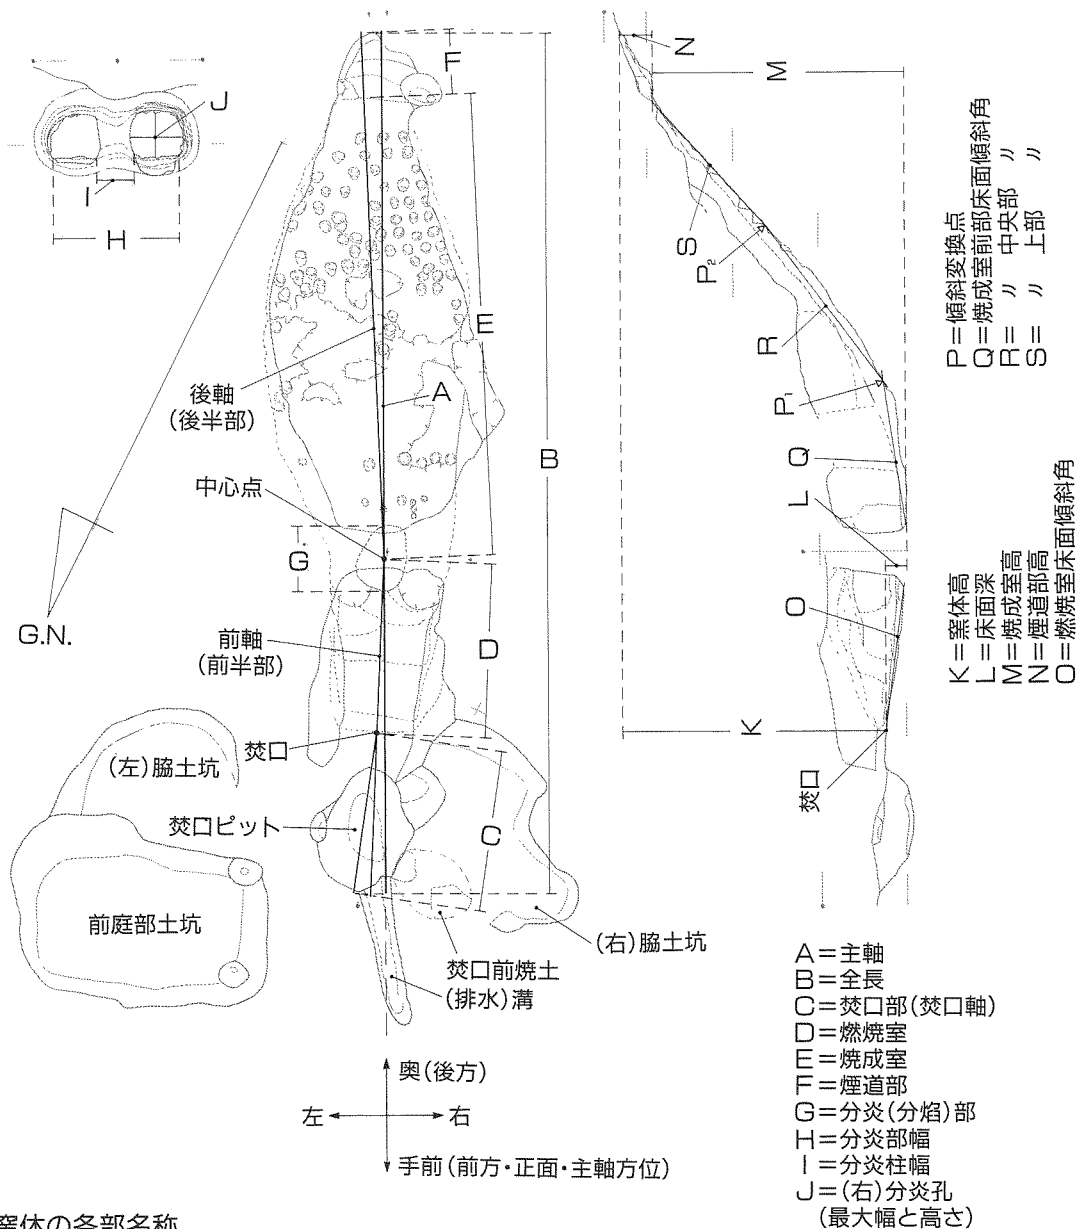 F
N
M
J
I
H
S
P₂
R
P₁
Q
L
O
K
焚口
E
A
B
後軸
(後半部)
中心点
G
G.N.
前軸
(前半部)
D
焚口
(左)脇土坑
焚口ピット
C
前庭部土坑
(右)脇土坑
焚口前焼土
(排水)溝
奥(後方)
左
右
手前(前方・正面・主軸方位)
P=傾斜変換点
Q=焼成室前部床面傾斜角
R= 〃 中央部 〃
S= 〃 上部 〃
K=窯体高
L=床面深
M=焼成室高
N=煙道部高
O=燃焼室床面傾斜角
A=主軸
B=全長
C=焚口部(焚口軸)
D=燃焼室
E=焼成室
F=煙道部
G=分炎(分焰)部
H=分炎部幅
I=分炎柱幅
J=(右)分炎孔
(最大幅と高さ)
窯体の各部名称